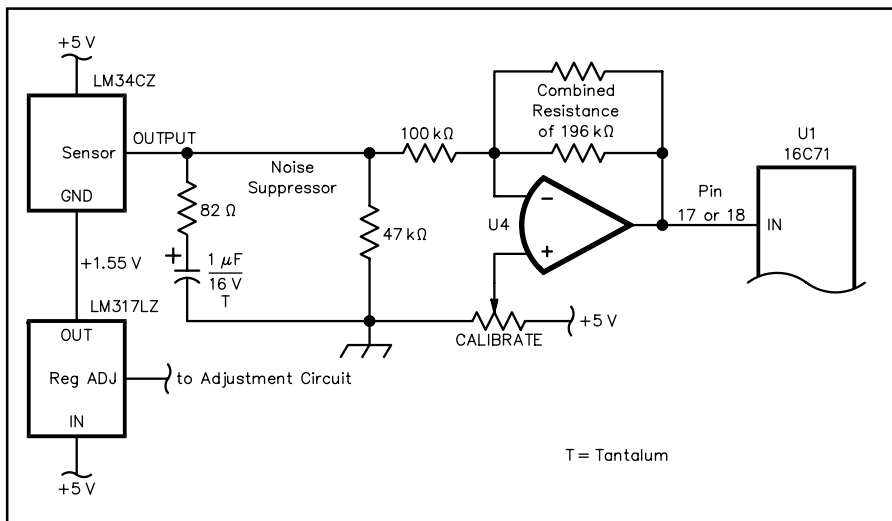 +5 V
LM34CZ
Sensor
OUTPUT
GND
Noise
Suppressor
82 Ω
+
1 μF
16 V
T
47 kΩ
100 kΩ
Combined
Resistance
of 196 kΩ
U4
−
+
Pin
17 or 18
U1
16C71
IN
+1.55 V
LM317LZ
OUT
Reg ADJ
IN
to Adjustment Circuit
CALIBRATE
+5 V
+5 V
T = Tantalum